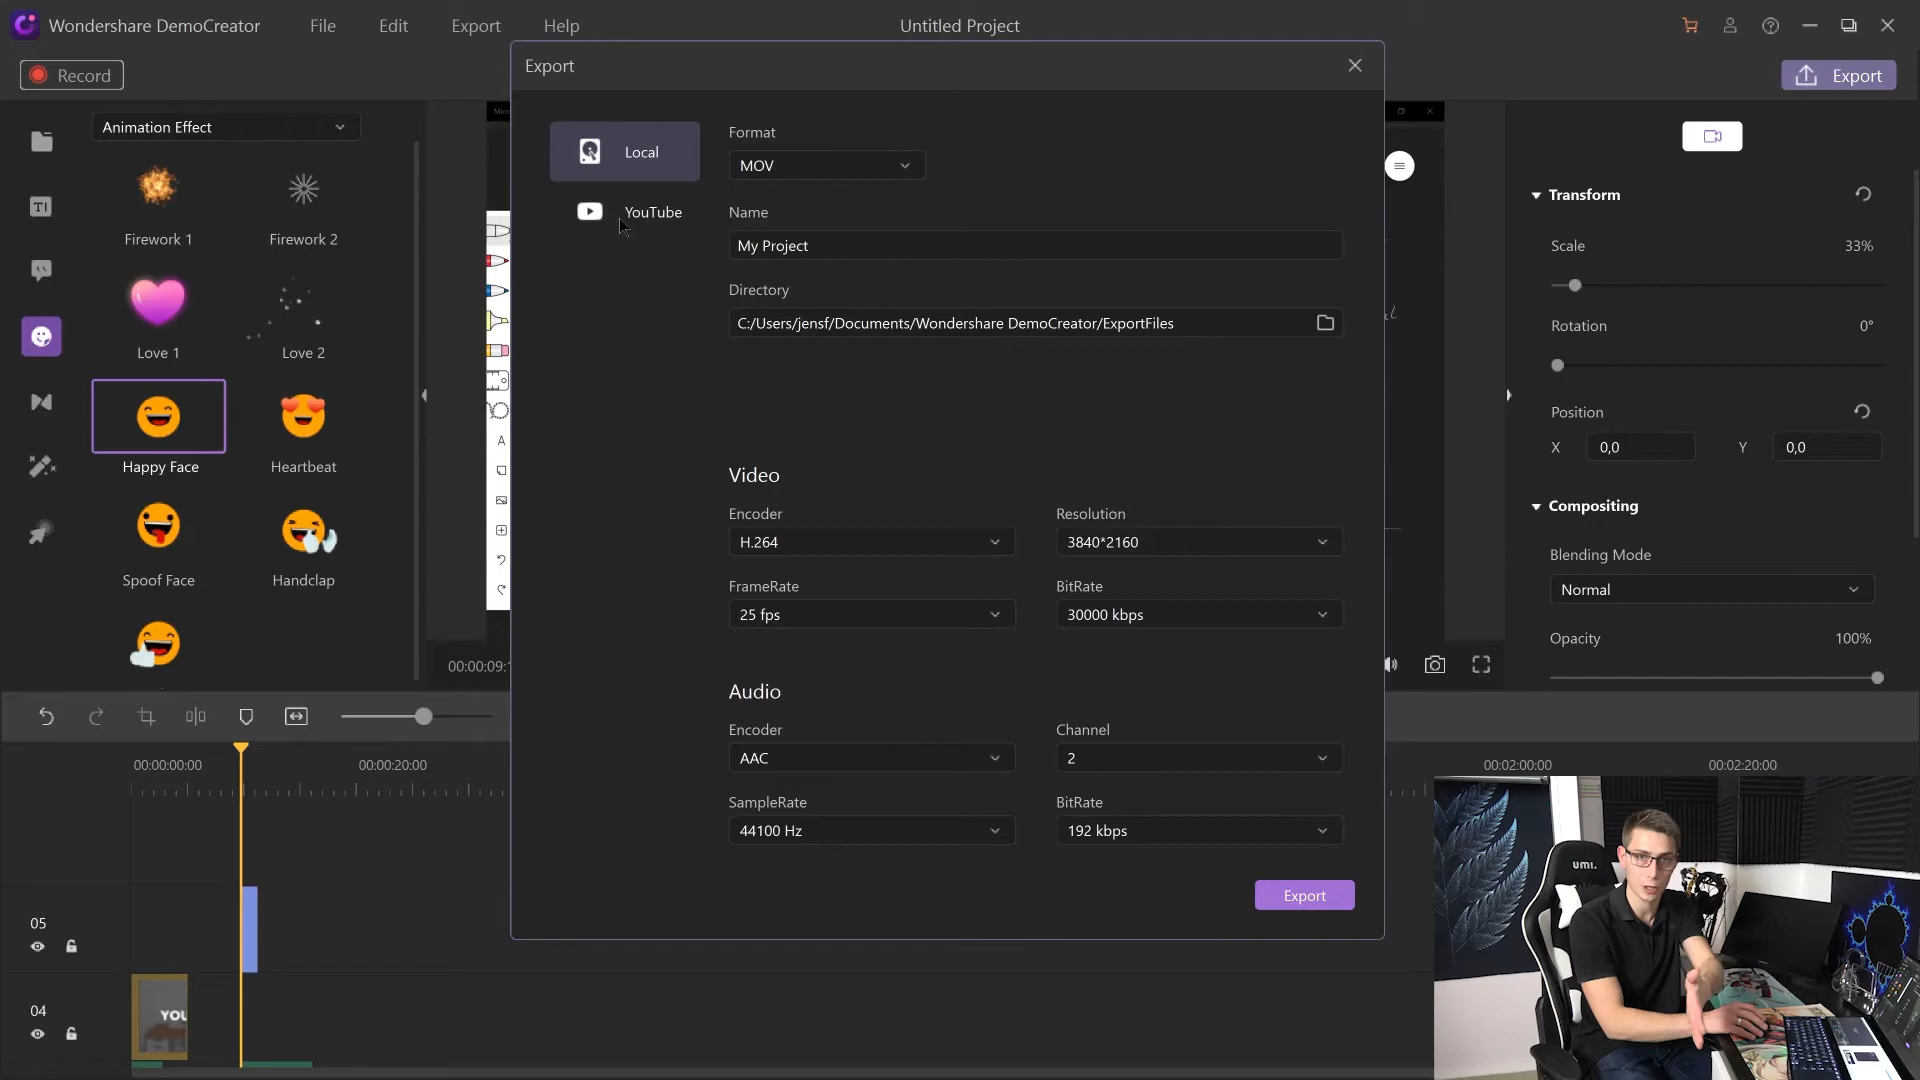 Wondershare DemoCreator File Edit Export Help Untitled Project
Record
Export
Export
Animation Effect
Firework 1 Firework 2
Love 1 Love 2
Happy Face Heartbeat
Spoof Face Handclap
Local
YouTube
Format
MOV
Name
My Project
Directory
C:/Users/jensf/Documents/Wondershare DemoCreator/ExportFiles
Video
Encoder Resolution
H.264 3840*2160
FrameRate BitRate
25 fps 30000 kbps
Audio
Encoder Channel
AAC 2
SampleRate BitRate
44100 Hz 192 kbps
Export
Transform
Scale 33%
Rotation 0°
Position
X 0,0 Y 0,0
Compositing
Blending Mode
Normal
Opacity 100%
TI
A
00:00:09:
00:00:00:00 00:00:20:00 00:02:00:00 00:02:20:00
05
04
YOU
umi.